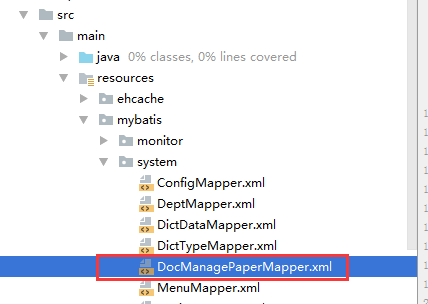 src
main
java 0% classes, 0% lines covered
resources
ehcache
mybatis
monitor
system
ConfigMapper.xml
DeptMapper.xml
DictDataMapper.xml
DictTypeMapper.xml
DocManagePaperMapper.xml
MenuMapper.xml